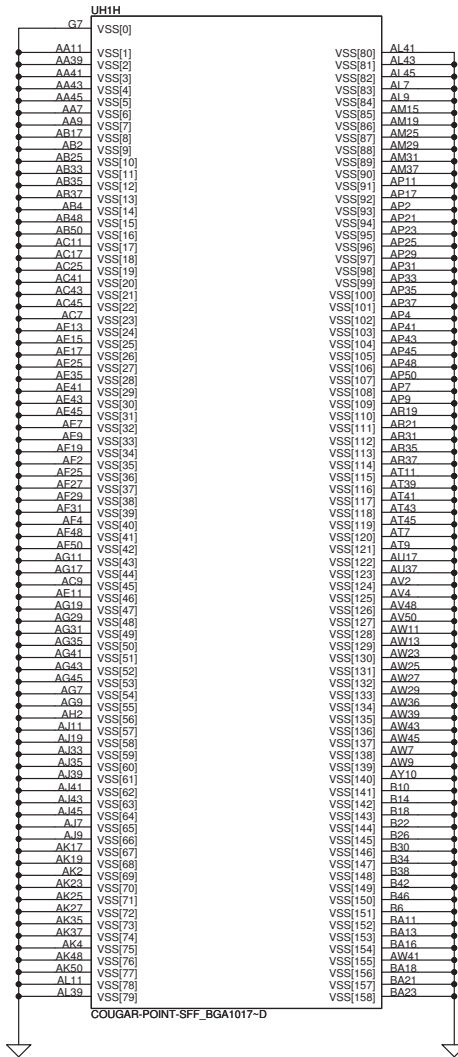 UH1H
G7 VSS[0]
AA11 VSS[1]
AA39 VSS[2]
AA41 VSS[3]
AA43 VSS[4]
AA45 VSS[5]
AA7 VSS[6]
AA9 VSS[7]
AB17 VSS[8]
AB2 VSS[9]
AB25 VSS[10]
AB33 VSS[11]
AB35 VSS[12]
AB37 VSS[13]
AB4 VSS[14]
AB48 VSS[15]
AB50 VSS[16]
AC11 VSS[17]
AC17 VSS[18]
AC25 VSS[19]
AC41 VSS[20]
AC43 VSS[21]
AC45 VSS[22]
AC7 VSS[23]
AE13 VSS[24]
AE15 VSS[25]
AE17 VSS[26]
AE25 VSS[27]
AE35 VSS[28]
AE41 VSS[29]
AE43 VSS[30]
AE45 VSS[31]
AE7 VSS[32]
AE9 VSS[33]
AF19 VSS[34]
AF2 VSS[35]
AF25 VSS[36]
AF27 VSS[37]
AF29 VSS[38]
AF31 VSS[39]
AF4 VSS[40]
AF48 VSS[41]
AF50 VSS[42]
AG11 VSS[43]
AG17 VSS[44]
AC9 VSS[45]
AE11 VSS[46]
AG19 VSS[47]
AG29 VSS[48]
AG31 VSS[49]
AG35 VSS[50]
AG41 VSS[51]
AG43 VSS[52]
AG45 VSS[53]
AG7 VSS[54]
AG9 VSS[55]
AH2 VSS[56]
AJ11 VSS[57]
AJ19 VSS[58]
AJ33 VSS[59]
AJ35 VSS[60]
AJ39 VSS[61]
AJ41 VSS[62]
AJ43 VSS[63]
AJ45 VSS[64]
AJ7 VSS[65]
AJ9 VSS[66]
AK17 VSS[67]
AK19 VSS[68]
AK2 VSS[69]
AK23 VSS[70]
AK25 VSS[71]
AK27 VSS[72]
AK35 VSS[73]
AK37 VSS[74]
AK4 VSS[75]
AK48 VSS[76]
AK50 VSS[77]
AL11 VSS[78]
AL39 VSS[79]
VSS[80] AL41
VSS[81] AL43
VSS[82] AL45
VSS[83] AL7
VSS[84] AL9
VSS[85] AM15
VSS[86] AM19
VSS[87] AM25
VSS[88] AM29
VSS[89] AM31
VSS[90] AM37
VSS[91] AP11
VSS[92] AP17
VSS[93] AP2
VSS[94] AP21
VSS[95] AP23
VSS[96] AP25
VSS[97] AP29
VSS[98] AP31
VSS[99] AP33
VSS[100] AP35
VSS[101] AP37
VSS[102] AP4
VSS[103] AP41
VSS[104] AP43
VSS[105] AP45
VSS[106] AP48
VSS[107] AP50
VSS[108] AP7
VSS[109] AP9
VSS[110] AR19
VSS[111] AR21
VSS[112] AR31
VSS[113] AR35
VSS[114] AR37
VSS[115] AT11
VSS[116] AT39
VSS[117] AT41
VSS[118] AT43
VSS[119] AT45
VSS[120] AT7
VSS[121] AT9
VSS[122] AU17
VSS[123] AU37
VSS[124] AV2
VSS[125] AV4
VSS[126] AV48
VSS[127] AV50
VSS[128] AW11
VSS[129] AW13
VSS[130] AW23
VSS[131] AW25
VSS[132] AW27
VSS[133] AW29
VSS[134] AW36
VSS[135] AW39
VSS[136] AW43
VSS[137] AW45
VSS[138] AW7
VSS[139] AW9
VSS[140] AY10
VSS[141] B10
VSS[142] B14
VSS[143] B18
VSS[144] B22
VSS[145] B26
VSS[146] B30
VSS[147] B34
VSS[148] B38
VSS[149] B42
VSS[150] B46
VSS[151] B6
VSS[152] BA11
VSS[153] BA13
VSS[154] BA16
VSS[155] AW41
VSS[156] BA18
VSS[157] BA21
VSS[158] BA23
COUGAR-POINT-SFF_BGA1017~D